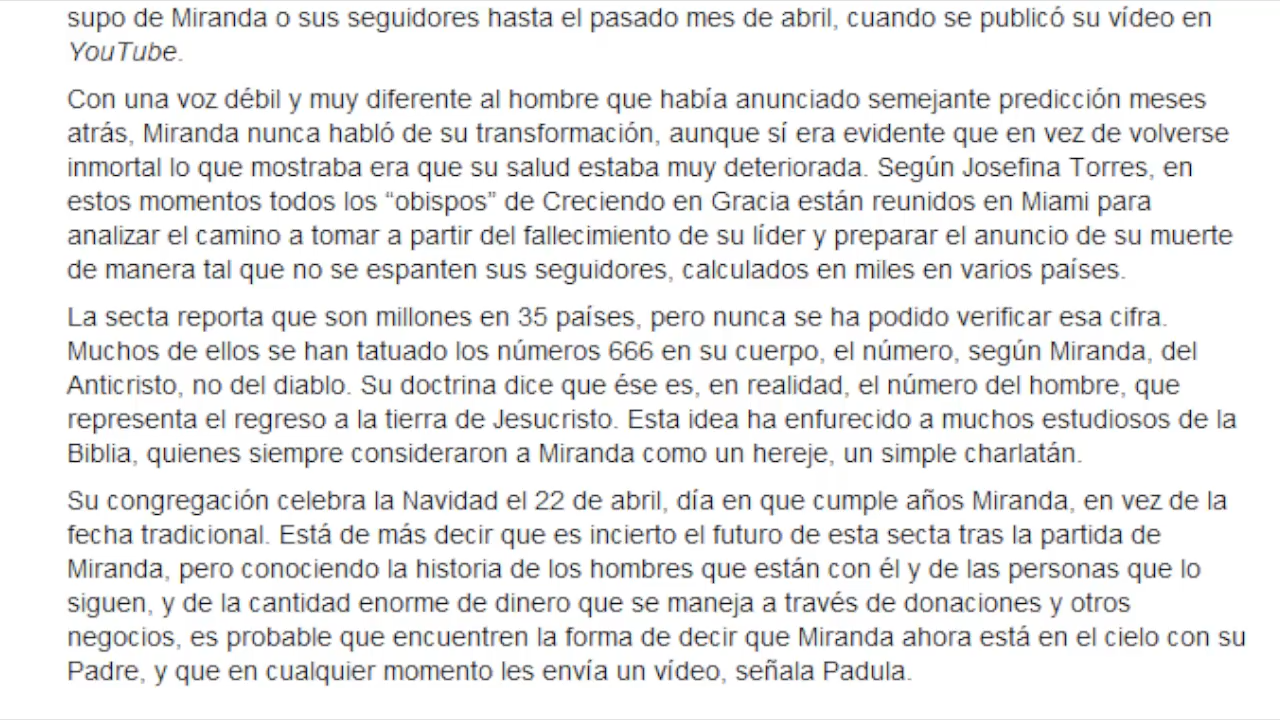 supo de Miranda o sus seguidores hasta el pasado mes de abril, cuando se publicó su vídeo en
YouTube.
Con una voz débil y muy diferente al hombre que había anunciado semejante predicción meses
atrás, Miranda nunca habló de su transformación, aunque sí era evidente que en vez de volverse
inmortal lo que mostraba era que su salud estaba muy deteriorada. Según Josefina Torres, en
estos momentos todos los “obispos” de Creciendo en Gracia están reunidos en Miami para
analizar el camino a tomar a partir del fallecimiento de su líder y preparar el anuncio de su muerte
de manera tal que no se espanten sus seguidores, calculados en miles en varios países.
La secta reporta que son millones en 35 países, pero nunca se ha podido verificar esa cifra.
Muchos de ellos se han tatuado los números 666 en su cuerpo, el número, según Miranda, del
Anticristo, no del diablo. Su doctrina dice que ése es, en realidad, el número del hombre, que
representa el regreso a la tierra de Jesucristo. Esta idea ha enfurecido a muchos estudiosos de la
Biblia, quienes siempre consideraron a Miranda como un hereje, un simple charlatán.
Su congregación celebra la Navidad el 22 de abril, día en que cumple años Miranda, en vez de la
fecha tradicional. Está de más decir que es incierto el futuro de esta secta tras la partida de
Miranda, pero conociendo la historia de los hombres que están con él y de las personas que lo
siguen, y de la cantidad enorme de dinero que se maneja a través de donaciones y otros
negocios, es probable que encuentren la forma de decir que Miranda ahora está en el cielo con su
Padre, y que en cualquier momento les envía un vídeo, señala Padula.